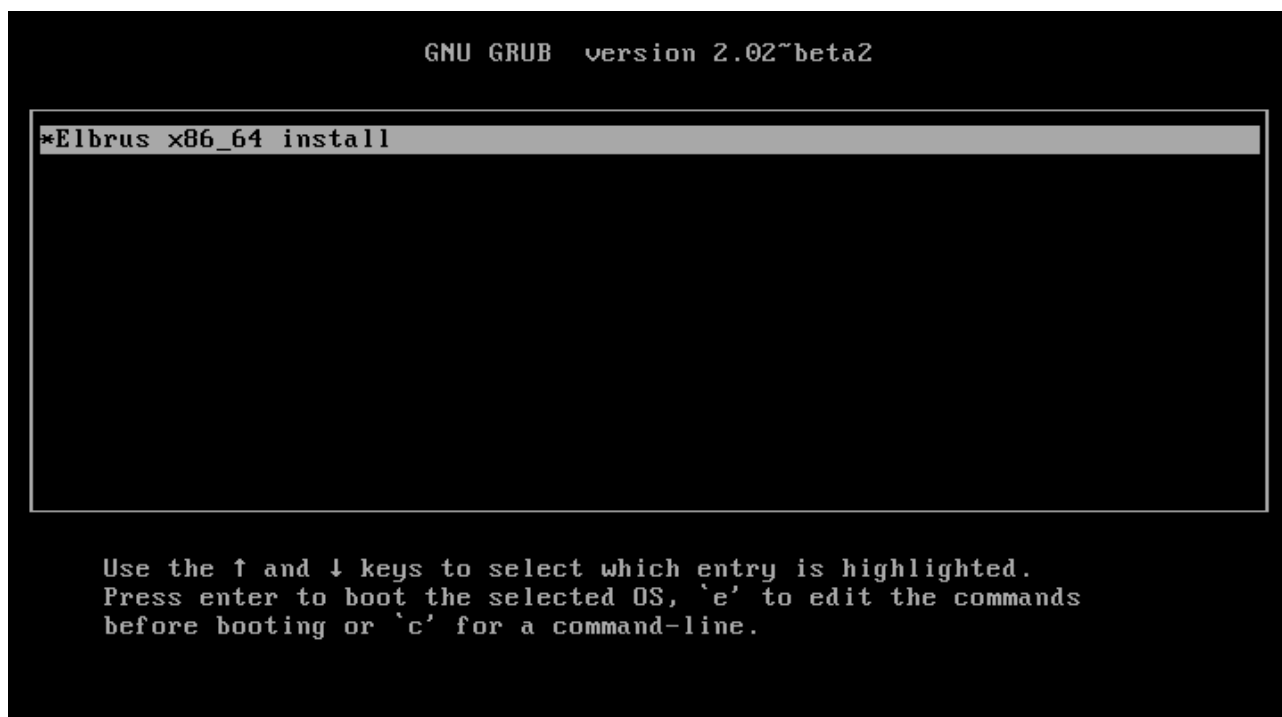 GNU GRUB  version 2.02~beta2
*Elbrus x86_64 install
Use the ↑ and ↓ keys to select which entry is highlighted.
Press enter to boot the selected OS, `e' to edit the commands
before booting or `c' for a command-line.